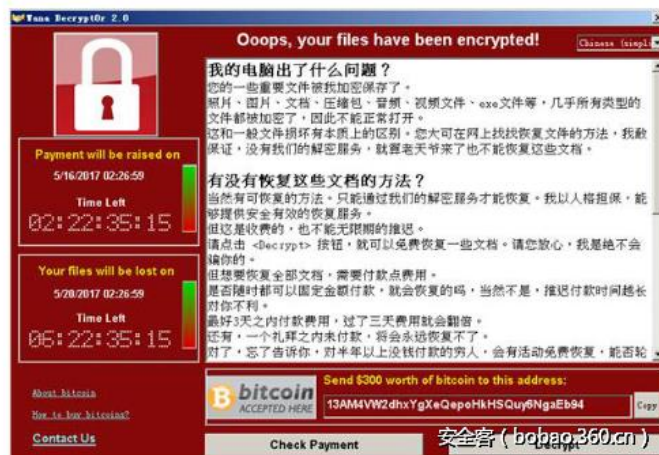 Wana Decrypt0r 2.0
Ooops, your files have been encrypted!
Chinese (simpli
我的电脑出了什么问题？
您的一些重要文件被我加密保存了。
照片、图片、文档、压缩包、音频、视频文件、exe文件等，几乎所有类型的
文件都被加密了，因此不能正常打开。
这和一般文件损坏有本质上的区别。您大可在网上找找恢复文件的方法，我敢
保证，没有我们的解密服务，就算老天爷来了也不能恢复这些文档。
有没有恢复这些文档的方法？
当然有可恢复的方法。只能通过我们的解密服务才能恢复。我以人格担保，能
够提供安全有效的恢复服务。
但这是收费的，也不能无限期的推迟。
请点击 <Decrypt> 按钮，就可以免费恢复一些文档。请您放心，我是绝不会
骗你的。
但想要恢复全部文档，需要付款点费用。
是否随时都可以固定金额付款，就会恢复的吗，当然不是，推迟付款时间越长
对你不利。
最好3天之内付款费用，过了三天费用就会翻倍。
还有，一个礼拜之内未付款，将会永远恢复不了。
对了，忘了告诉你，对半年以上没钱付款的穷人，会有活动免费恢复，能否轮
Payment will be raised on
5/16/2017 02:26:59
Time Left
02:22:35:15
Your files will be lost on
5/20/2017 02:26:59
Time Left
06:22:35:15
About bitcoin
How to buy bitcoins?
Contact Us
bitcoin
ACCEPTED HERE
Send $300 worth of bitcoin to this address:
13AM4VW2dhxYgXeQepoHkHSQuy6NgaEb94
Copy
Check Payment
Decrypt
安全客（bobao.360.cn）